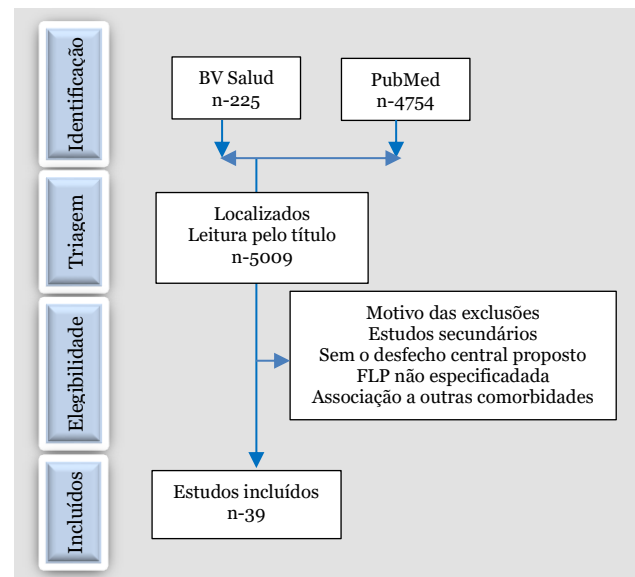 Identificação
BV Salud
n-225
PubMed
n-4754
Triagem
Localizados
Leitura pelo título
n-5009
Elegibilidade
Motivo das exclusões
Estudos secundários
Sem o desfecho central proposto
FLP não especificadada
Associação a outras comorbidades
Incluídos
Estudos incluídos
n-39